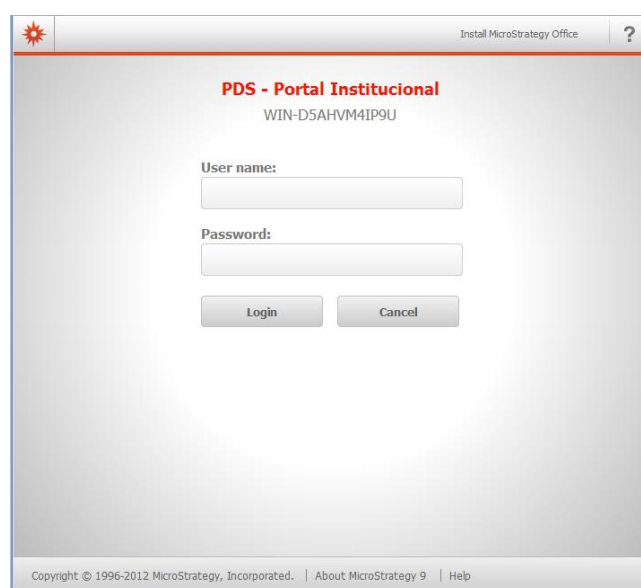 Install MicroStrategy Office ?
PDS - Portal Institucional
WIN-D5AHVM4IP9U
User name:
Password:
Login Cancel
Copyright © 1996-2012 MicroStrategy, Incorporated. | About MicroStrategy 9 | Help